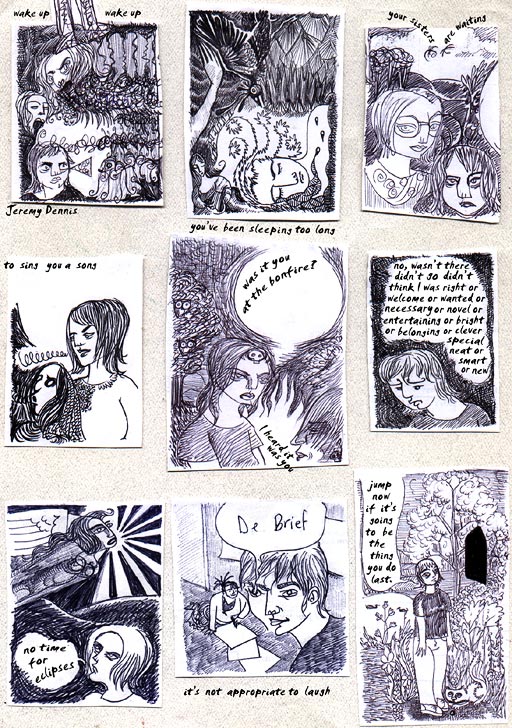 wake up
wake up
Jeremy Dennis
you've been sleeping too long
your sisters are waiting
to sing you a song
was it you
at the bonfire?
I heard it
was you
no, wasn't there
didn't go didn't
think I was right or
welcome or wanted or
necessary or novel or
entertaining or bright
or belonging or clever
special
neat or
smart
or new
no time
for
eclipses
De Brief
it's not appropriate to laugh
jump
now
if it's
going
to be
the
thing
you do
last.